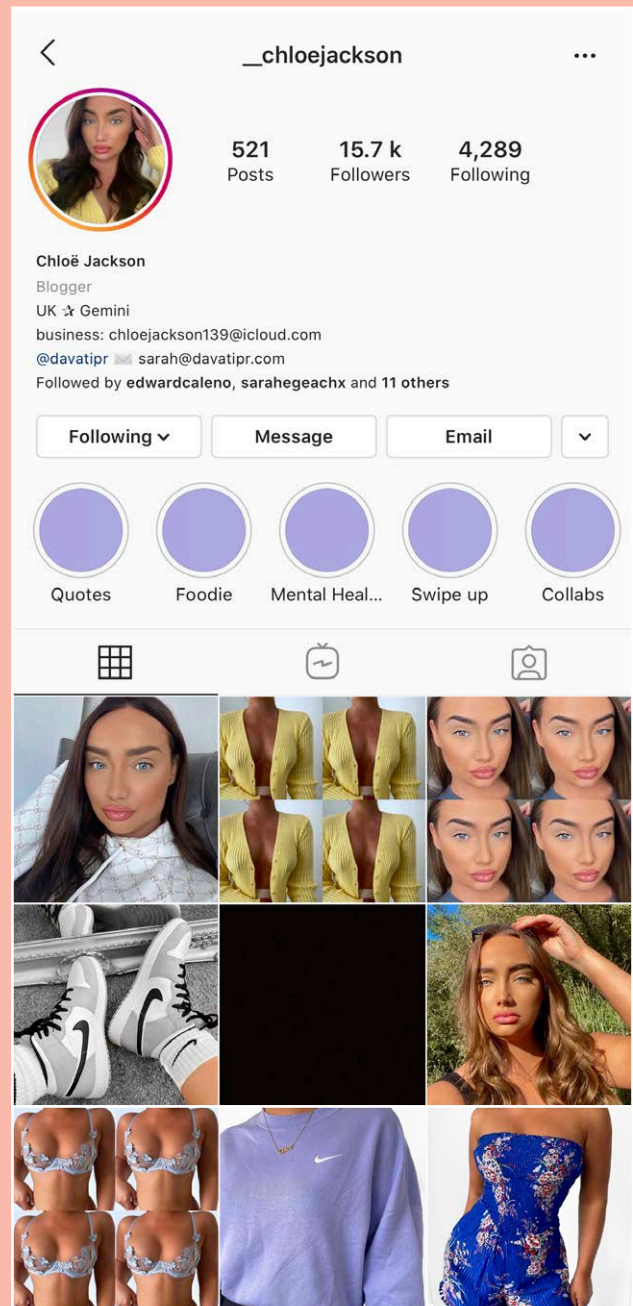 __chloejackson
521 15.7 k 4,289
Posts Followers Following
Chloë Jackson
Blogger
UK ✰ Gemini
business: chloejackson139@icloud.com
@davatipr ✉️ sarah@davatipr.com
Followed by edwardcaleno, sarahegeachx and 11 others
Following Message Email
Quotes Foodie Mental Heal... Swipe up Collabs